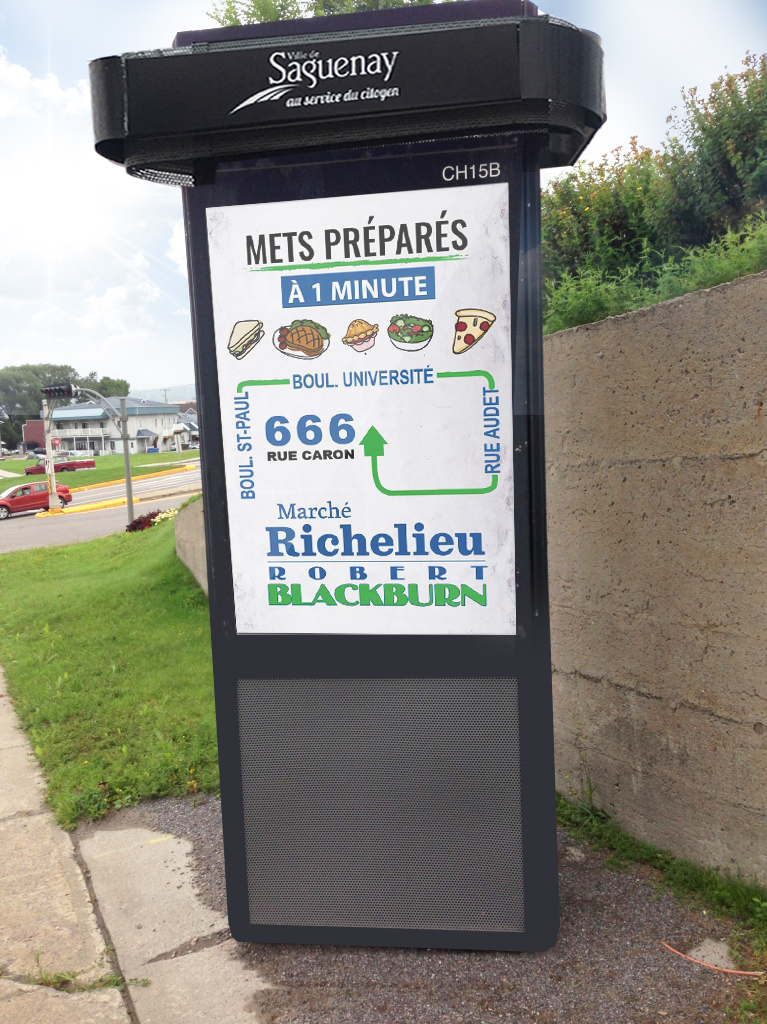 Ville de
Saguenay
au service du citoyen
CH15B
METS PRÉPARÉS
À 1 MINUTE
BOUL. UNIVERSITÉ
BOUL. ST-PAUL
RUE AUDET
666
RUE CARON
Marché
Richelieu
ROBERT
BLACKBURN